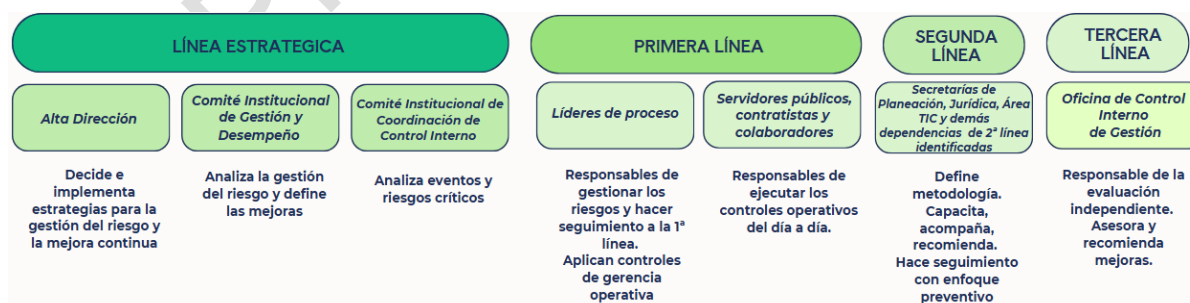 LÍNEA ESTRATEGICA
Alta Dirección
Decide e
implementa
estrategias para la
gestión del riesgo y
la mejora continua
Comité Institucional
de Gestión y
Desempeño
Analiza la gestión
del riesgo y define
las mejoras
Comité Institucional de
Coordinación de
Control Interno
Analiza eventos y
riesgos críticos
PRIMERA LÍNEA
Líderes de proceso
Responsables de
gestionar los
riesgos y hacer
seguimiento a la 1ª
línea.
Aplican controles
de gerencia
operativa
Servidores públicos,
contratistas y
colaboradores
Responsables de
ejecutar los
controles operativos
del día a día.
SEGUNDA
LÍNEA
Secretarías de
Planeación, Jurídica, Área
TIC y demás
dependencias de 2ª línea
identificadas
Define
metodología.
Capacita,
acompaña,
recomienda.
Hace seguimiento
con enfoque
preventivo
TERCERA
LÍNEA
Oficina de Control
Interno
de Gestión
Responsable de la
evaluación
independiente.
Asesora y
recomienda
mejoras.